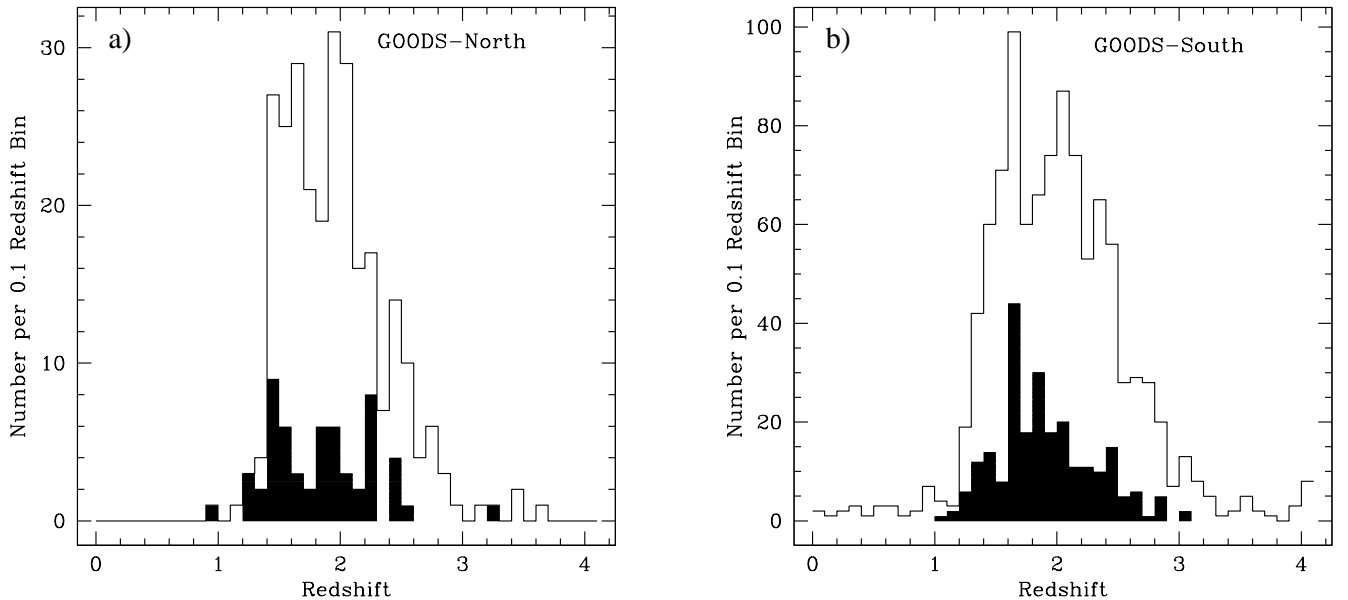 a)
GOODS-North
30
20
10
0
Number per 0.1 Redshift Bin
0 1 2 3 4
Redshift
b)
GOODS-South
100
80
60
40
20
0
Number per 0.1 Redshift Bin
0 1 2 3 4
Redshift